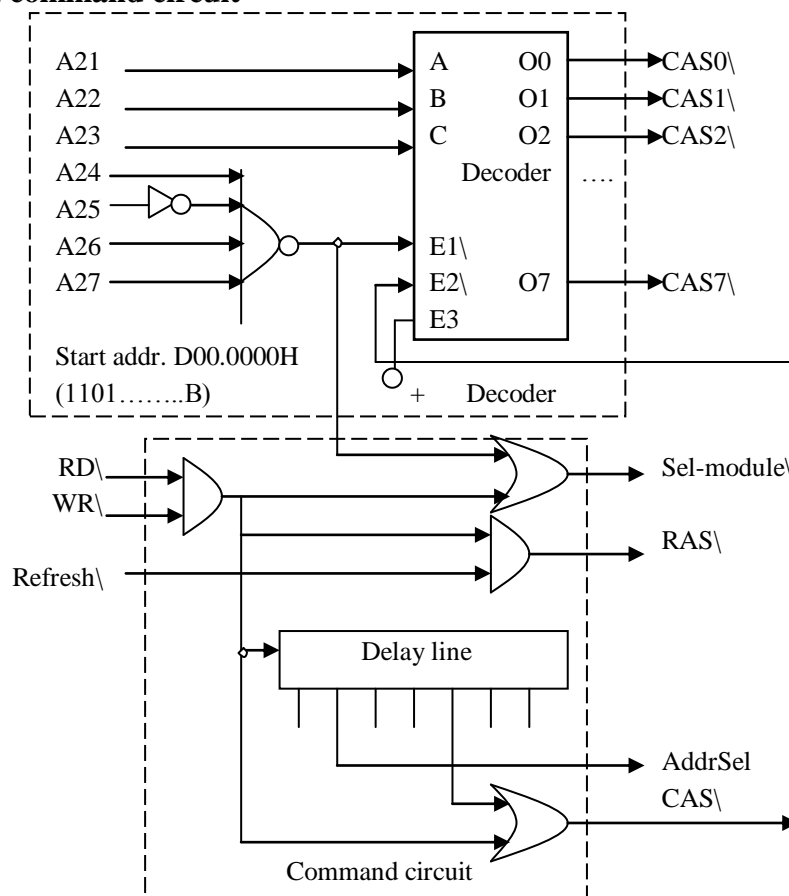 command circuit
A21 A O0 CAS0\
A22 B O1 CAS1\
A23 C O2 CAS2\
A24 Decoder ....
A25
A26 E1\
A27 E2\ O7 CAS7\
E3
Start addr. D00.0000H
(1101........B) + Decoder
RD\ Sel-module\
WR\
RAS\
Refresh\
Delay line
AddrSel
CAS\
Command circuit